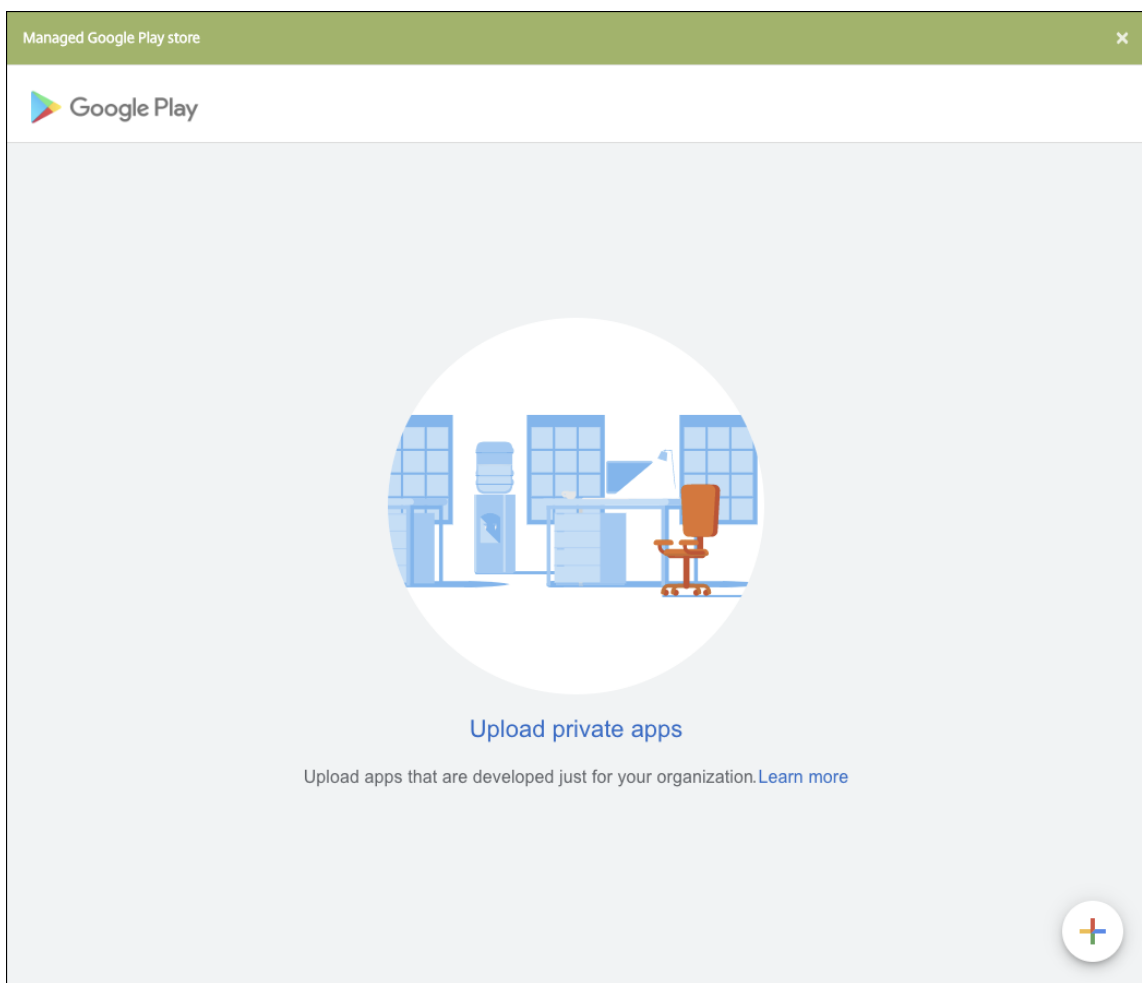 Managed Google Play store
Google Play
Upload private apps
Upload apps that are developed just for your organization. Learn more